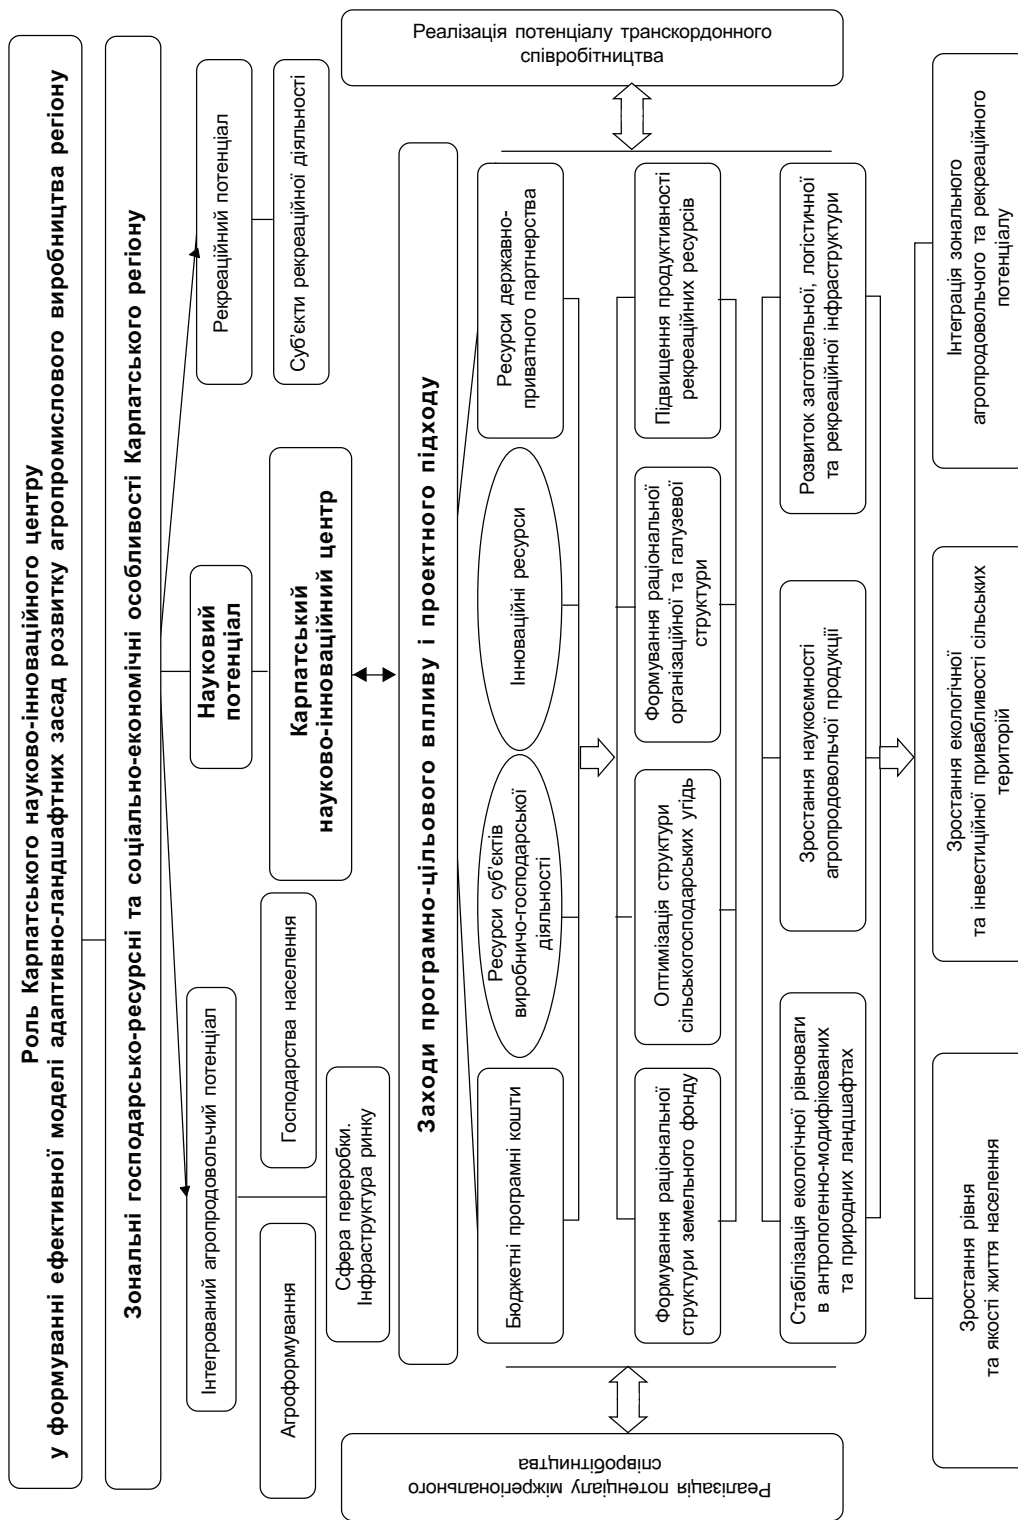 Роль Карпатського науково-інноваційного центру
у формуванні ефективної моделі адаптивно-ландшафтних засад розвитку агропромислового виробництва регіону
Зональні господарсько-ресурсні та соціально-економічні особливості Карпатського регіону
Інтегрований агропродовольчий потенціал
Науковий
потенціал
Рекреаційний потенціал
Агроформування
Господарства населення
Сфера переробки.
Інфраструктура ринку
Карпатський
науково-інноваційний центр
Суб'єкти рекреаційної діяльності
Заходи програмно-цільового впливу і проектного підходу
Реалізація потенціалу міжрегіонального
співробітництва
Реалізація потенціалу транскордонного
співробітництва
Бюджетні програмні кошти
Ресурси суб'єктів
виробничо-господарської
діяльності
Інноваційні ресурси
Ресурси державно-
приватного партнерства
Формування раціональної
структури земельного фонду
Оптимізація структури
сільськогосподарських угідь
Формування раціональної
організаційної та галузевої
структури
Підвищення продуктивності
рекреаційних ресурсів
Стабілізація екологічної рівноваги
в антропогенно-модифікованих
та природних ландшафтах
Зростання наукоємності
агропродовольчої продукції
Розвиток заготівельної, логістичної
та рекреаційної інфраструктури
Зростання рівня
та якості життя населення
Зростання екологічної
та інвестиційної привабливості сільських
територій
Інтеграція зонального
агропродовольчого та рекреаційного
потенціалу